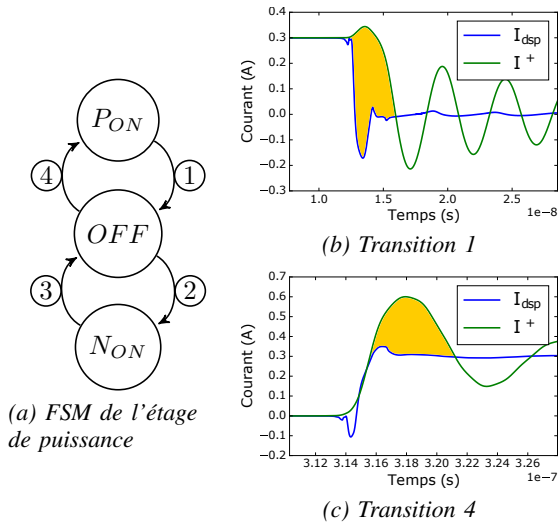 P_ON
4
1
OFF
3
2
N_ON
(a) FSM de l'étage
de puissance
Courant (A)
0.4
0.3
0.2
0.1
0.0
−0.1
−0.2
0.3
I_dsp
I⁺
1.0
1.5
2.0
2.5
Temps (s)
1e−8
(b) Transition 1
Courant (A)
0.7
0.6
0.5
0.4
0.3
0.2
0.1
0.0
−0.1
−0.2
I_dsp
I⁺
3.12
3.14
3.16
3.18
3.20
3.22
3.24
3.26
Temps (s)
1e−7
(c) Transition 4